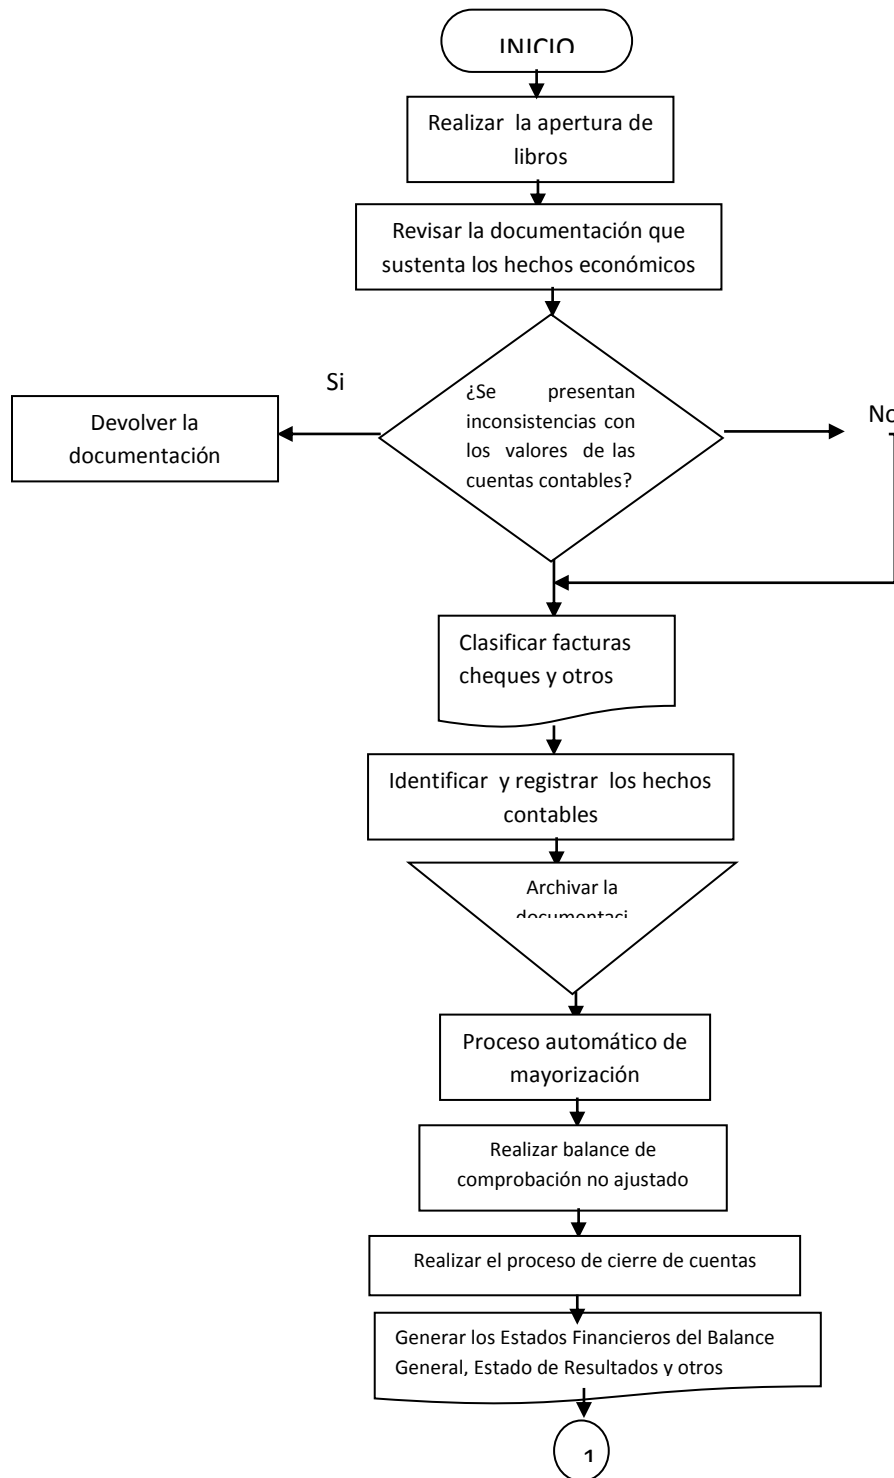 INICIO
Realizar la apertura de
libros
Revisar la documentación que
sustenta los hechos económicos
Si
¿Se presentan
inconsistencias con
los valores de las
cuentas contables?
No
Devolver la
documentación
Clasificar facturas
cheques y otros
Identificar y registrar los hechos
contables
Archivar la
documentaci
Proceso automático de
mayorización
Realizar balance de
comprobación no ajustado
Realizar el proceso de cierre de cuentas
Generar los Estados Financieros del Balance
General, Estado de Resultados y otros
1